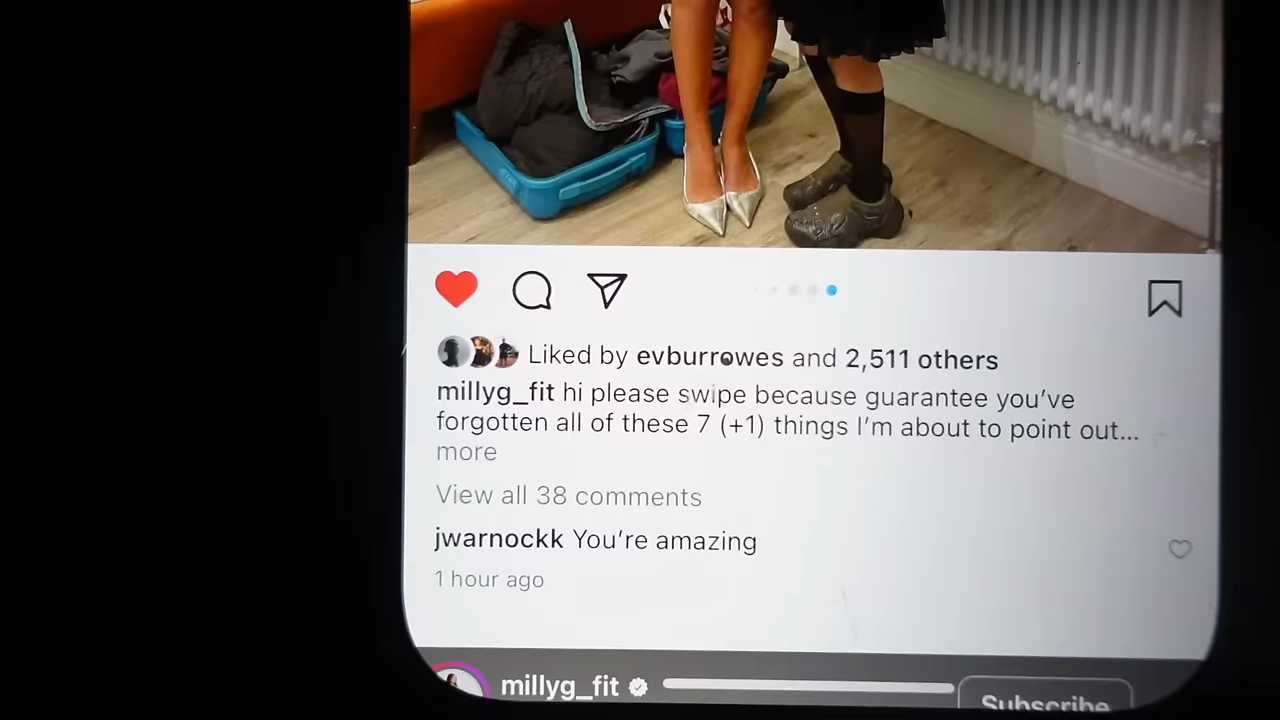 Liked by evburrowes and 2,511 others
millyg_fit hi please swipe because guarantee you've
forgotten all of these 7 (+1) things I'm about to point out...
more
View all 38 comments
jwarnockk You're amazing
1 hour ago
millyg_fit
Subscribe